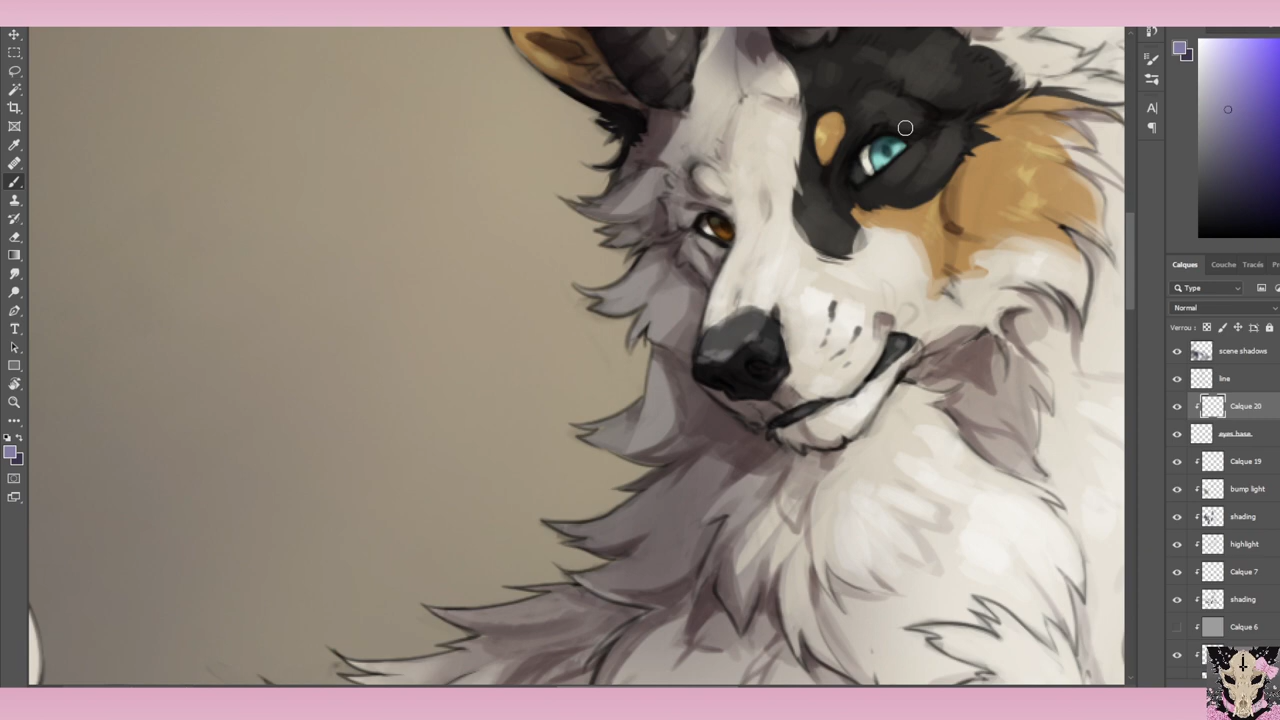 Calques Couche Tracés
Type
Normal
Verrou :
scene shadows
line
Calque 20
eyes base
Calque 19
bump light
shading
highlight
Calque 7
shading
Calque 6